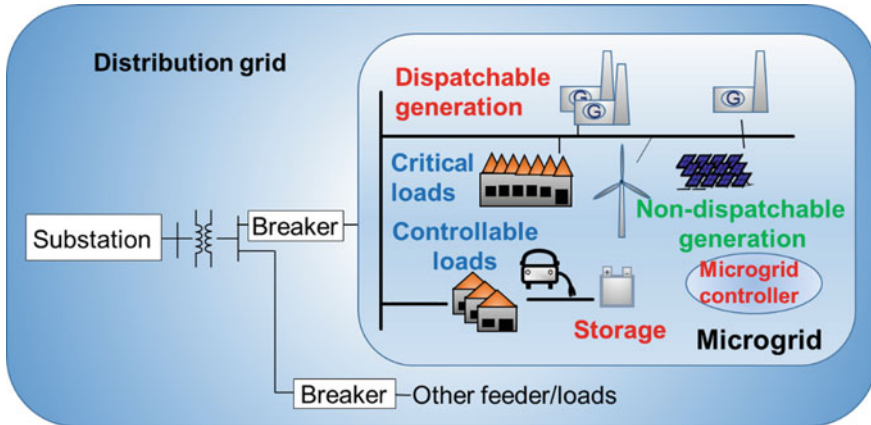 Distribution grid
Dispatchable
generation
G
G
G
Critical
loads
Non-dispatchable
generation
Substation
Breaker
Controllable
loads
Microgrid
controller
Storage
Microgrid
Breaker
Other feeder/loads